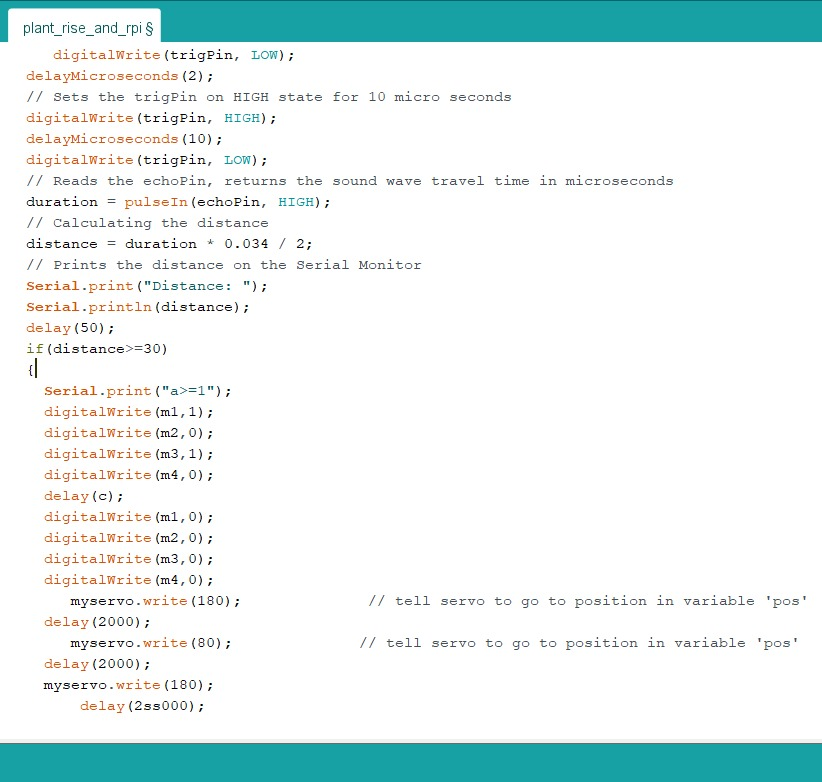 plant_rise_and_rpi §
digitalWrite(trigPin, LOW);
delayMicroseconds(2);
// Sets the trigPin on HIGH state for 10 micro seconds
digitalWrite(trigPin, HIGH);
delayMicroseconds(10);
digitalWrite(trigPin, LOW);
// Reads the echoPin, returns the sound wave travel time in microseconds
duration = pulseIn(echoPin, HIGH);
// Calculating the distance
distance = duration * 0.034 / 2;
// Prints the distance on the Serial Monitor
Serial.print("Distance: ");
Serial.println(distance);
delay(50);
if(distance>=30)
{
Serial.print("a>=1");
digitalWrite(m1,1);
digitalWrite(m2,0);
digitalWrite(m3,1);
digitalWrite(m4,0);
delay(c);
digitalWrite(m1,0);
digitalWrite(m2,0);
digitalWrite(m3,0);
digitalWrite(m4,0);
myservo.write(180); // tell servo to go to position in variable 'pos'
delay(2000);
myservo.write(80); // tell servo to go to position in variable 'pos'
delay(2000);
myservo.write(180);
delay(2ss000);